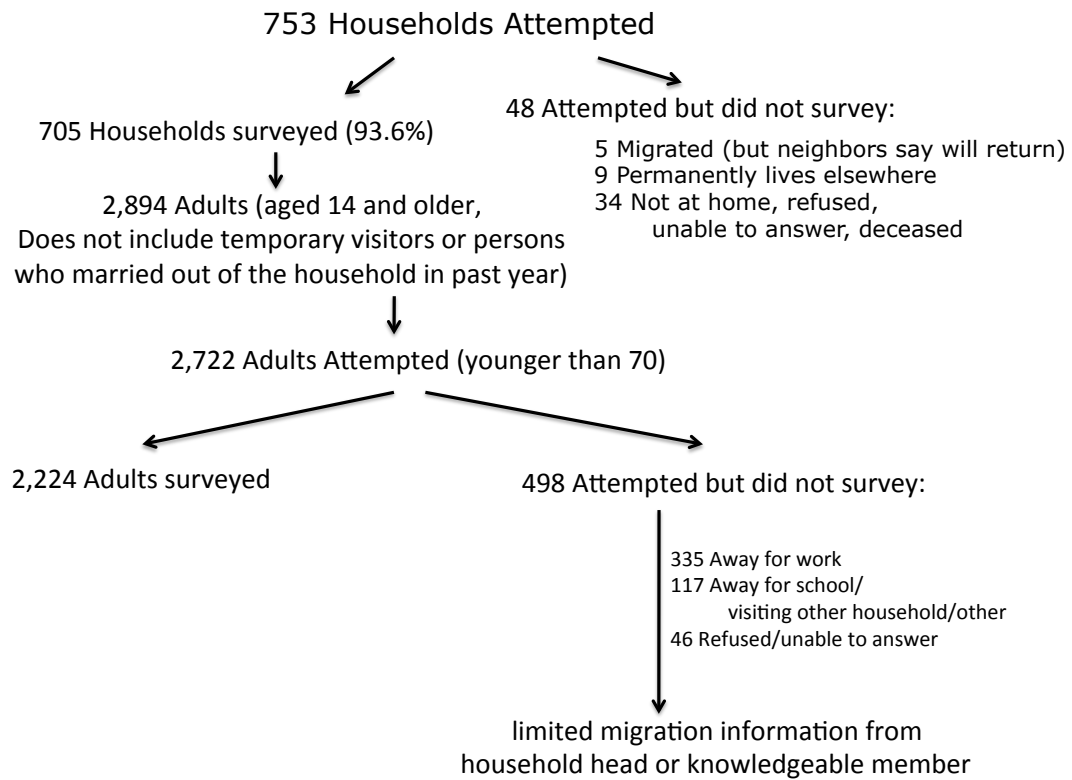 753 Households Attempted
705 Households surveyed (93.6%)
48 Attempted but did not survey:
5 Migrated (but neighbors say will return)
9 Permanently lives elsewhere
34 Not at home, refused,
unable to answer, deceased
2,894 Adults (aged 14 and older,
Does not include temporary visitors or persons
who married out of the household in past year)
2,722 Adults Attempted (younger than 70)
2,224 Adults surveyed
498 Attempted but did not survey:
335 Away for work
117 Away for school/
visiting other household/other
46 Refused/unable to answer
limited migration information from
household head or knowledgeable member